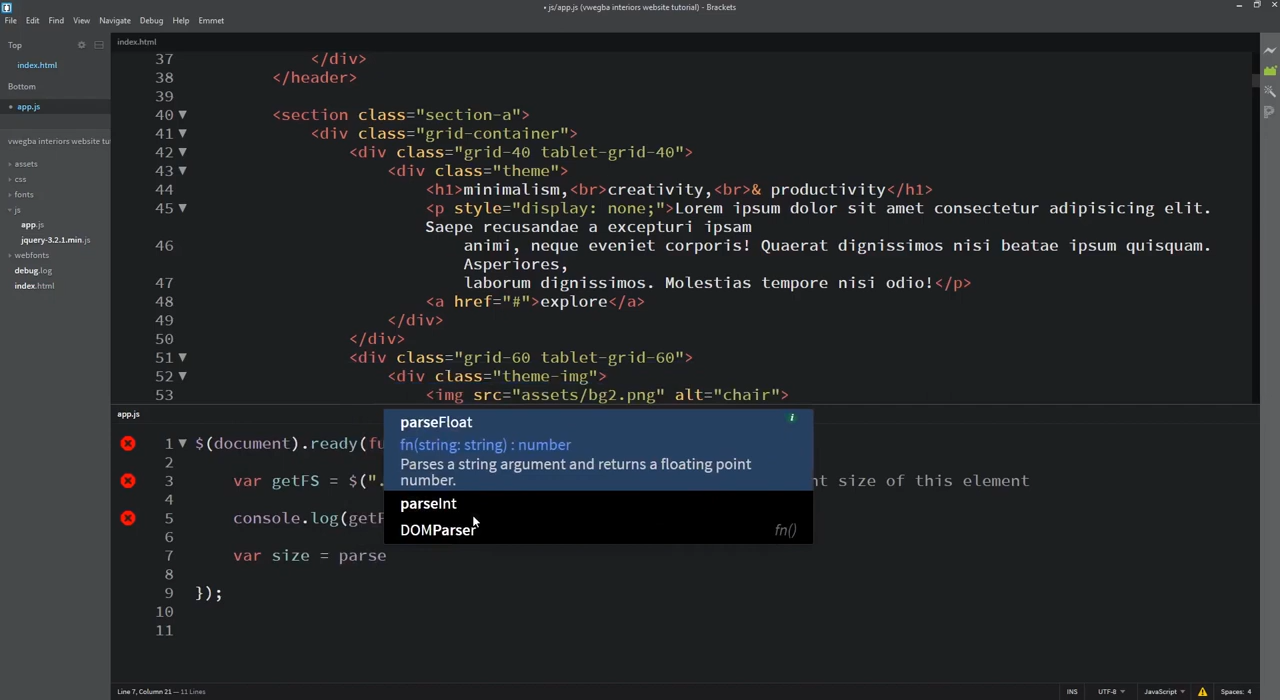 • js/app.js (vwegba interiors website tutorial) - Brackets
File Edit Find View Navigate Debug Help Emmet
Top
index.html
Bottom
• app.js
vwegba interiors website tut
assets
css
fonts
js
app.js
jquery-3.2.1.min.js
webfonts
debug.log
index.html
index.html
37 </div>
38 </header>
39
40 <section class="section-a">
41 <div class="grid-container">
42 <div class="grid-40 tablet-grid-40">
43 <div class="theme">
44 <h1>minimalism,<br>creativity,<br>& productivity</h1>
45 <p style="display: none;">Lorem ipsum dolor sit amet consectetur adipisicing elit.
Saepe recusandae a excepturi ipsam
46 animi, neque eveniet corporis! Quaerat dignissimos nisi beatae ipsum quisquam.
Asperiores,
47 laborum dignissimos. Molestias tempore nisi odio!</p>
48 <a href="#">explore</a>
49 </div>
50 </div>
51 <div class="grid-60 tablet-grid-60">
52 <div class="theme-img">
53 <img src="assets/bg2.png" alt="chair">
app.js
parseFloat
fn(string: string) : number
Parses a string argument and returns a floating point
number.
parseInt
DOMParser fn()
1 $(document).ready(fu
2
3 var getFS = $(". nt size of this element
4
5 console.log(getF
6
7 var size = parse
8
9 });
10
11
Line 7, Column 21 — 11 Lines
INS UTF-8 JavaScript Spaces: 4